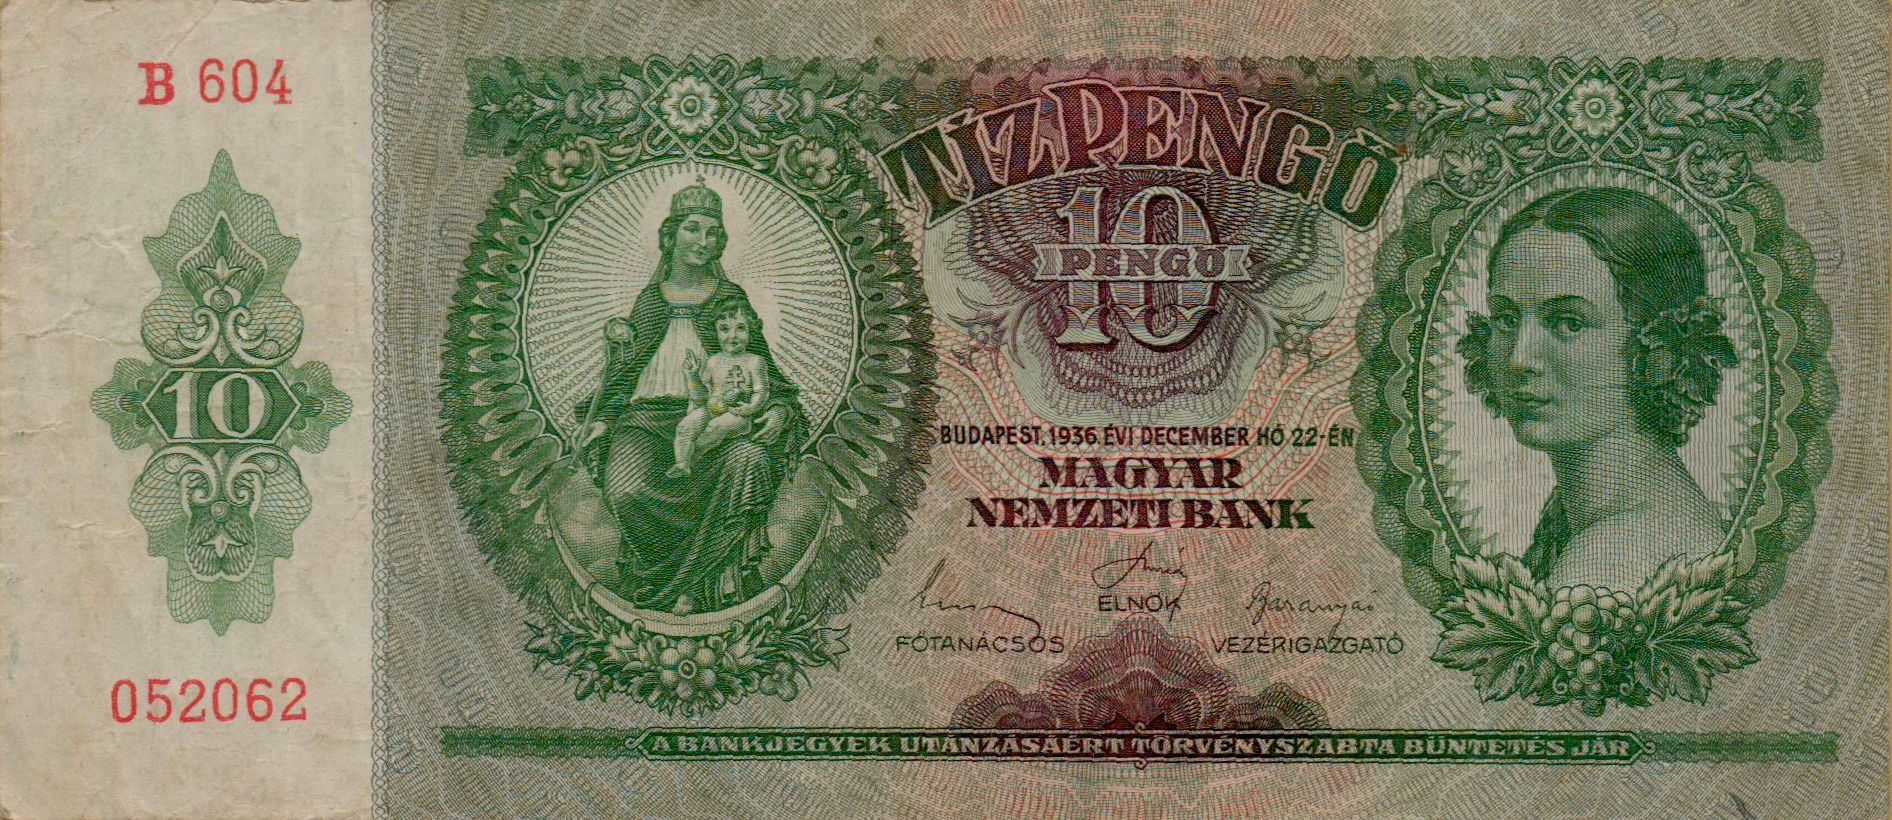 B 604
10
052062
TÍZ PENGŐ
10
PENGŐ
BUDAPEST, 1936. ÉVI DECEMBER HÓ 22-ÉN
MAGYAR
NEMZETI BANK
ELNÖK
FŐTANÁCSOS
VEZÉRIGAZGATÓ
A BANKJEGYEK UTÁNZÁSÁÉRT TÖRVÉNYSZABTA BÜNTETÉS JÁR